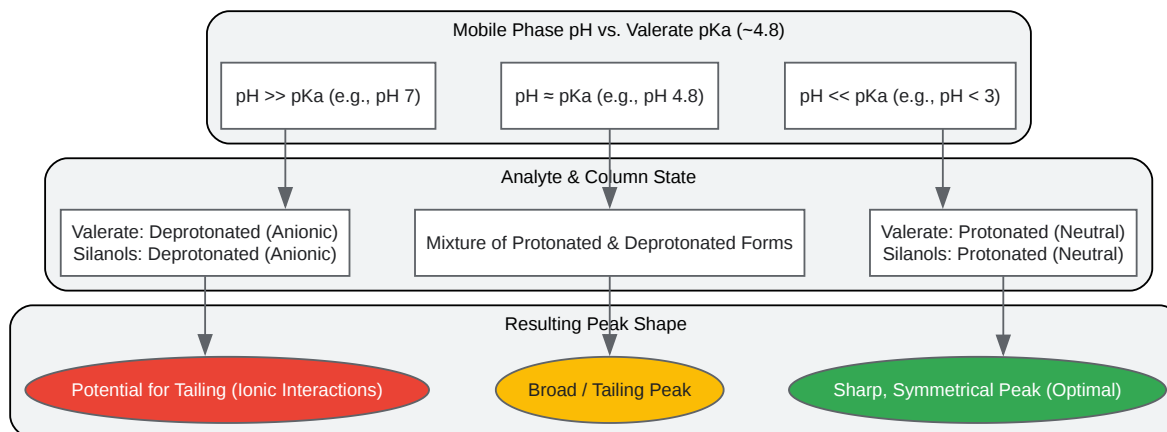 Mobile Phase pH vs. Valerate pKa (~4.8)
pH >> pKa (e.g., pH 7)
pH ≈ pKa (e.g., pH 4.8)
pH << pKa (e.g., pH < 3)
Analyte & Column State
Valerate: Deprotonated (Anionic)
Silanols: Deprotonated (Anionic)
Mixture of Protonated & Deprotonated Forms
Valerate: Protonated (Neutral)
Silanols: Protonated (Neutral)
Resulting Peak Shape
Potential for Tailing (Ionic Interactions)
Broad / Tailing Peak
Sharp, Symmetrical Peak (Optimal)